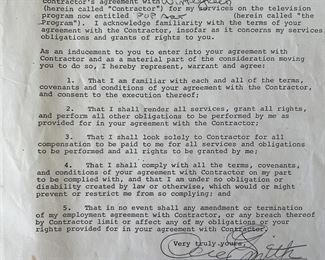 Contractor's agreement with
(herein called "Contractor") for my services on the television
program now entitled (herein called "the
Program"), I acknowledge familiarity with the terms of your
agreement with the Contractor, insofar as it concerns my services
obligations and grants of rights to you.
As an inducement to you to enter into your agreement with
Contractor and as a material part of the consideration moving
you to do so, I hereby represent, warrant and agree:
1. That I am familiar with each and all of the terms,
covenants and conditions of your agreement with the Contractor,
and consent to the execution thereof;
2. That I shall render all services, grant all rights,
and perform all other obligations to be performed by me as
provided for in your agreement with the Contractor;
3. That I shall look solely to Contractor for all
compensation to be paid to me for all services and obligations
to be performed and all rights to be granted by me;
4. That I shall comply with all the terms, covenants,
and conditions of your agreement with Contractor on my part
to be complied with, and that I am under no obligation or
disability created by law or otherwise, which would or might
prevent or restrict me from so complying; and
5. That in no event shall any amendment or termination
of my employment agreement with Contractor, or any breach thereof
by Contractor limit or affect any of my obligations or your
rights provided for in your agreement with Contractor.
Very truly yours,
Smith